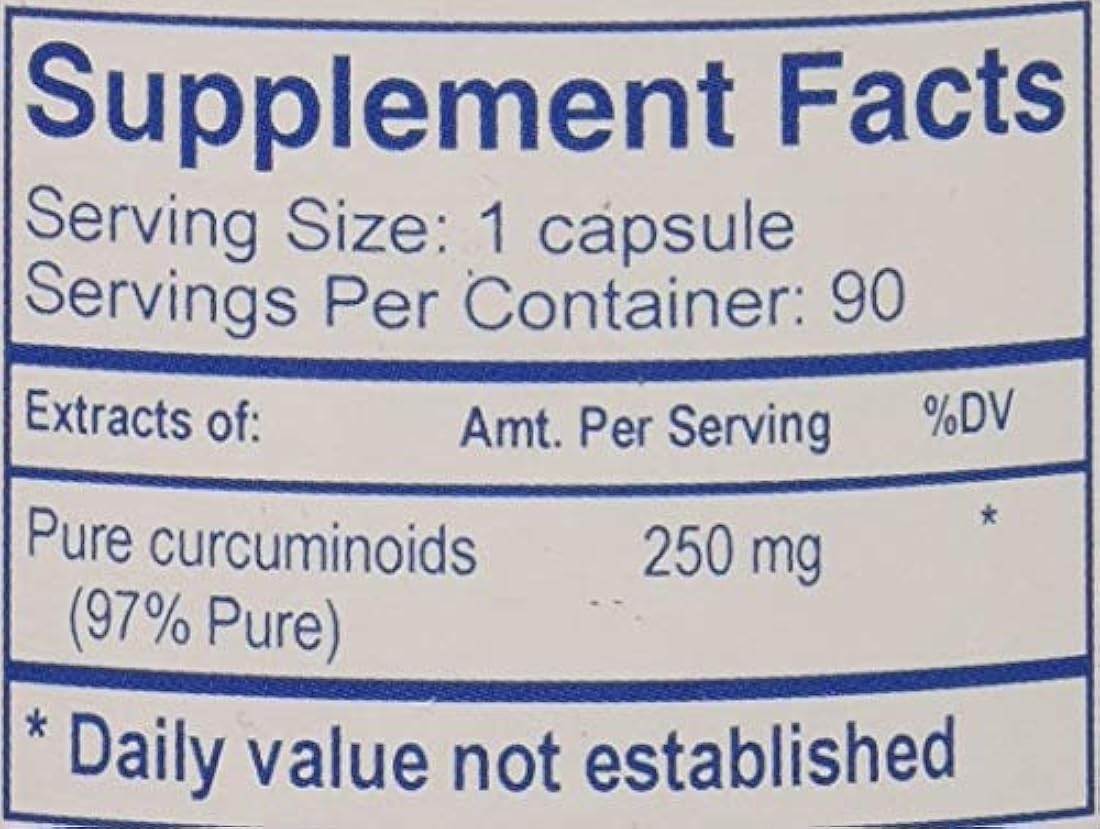 Supplement Facts
Serving Size: 1 capsule
Servings Per Container: 90
Extracts of: Amt. Per Serving %DV
Pure curcuminoids 250 mg *
(97% Pure)
* Daily value not established